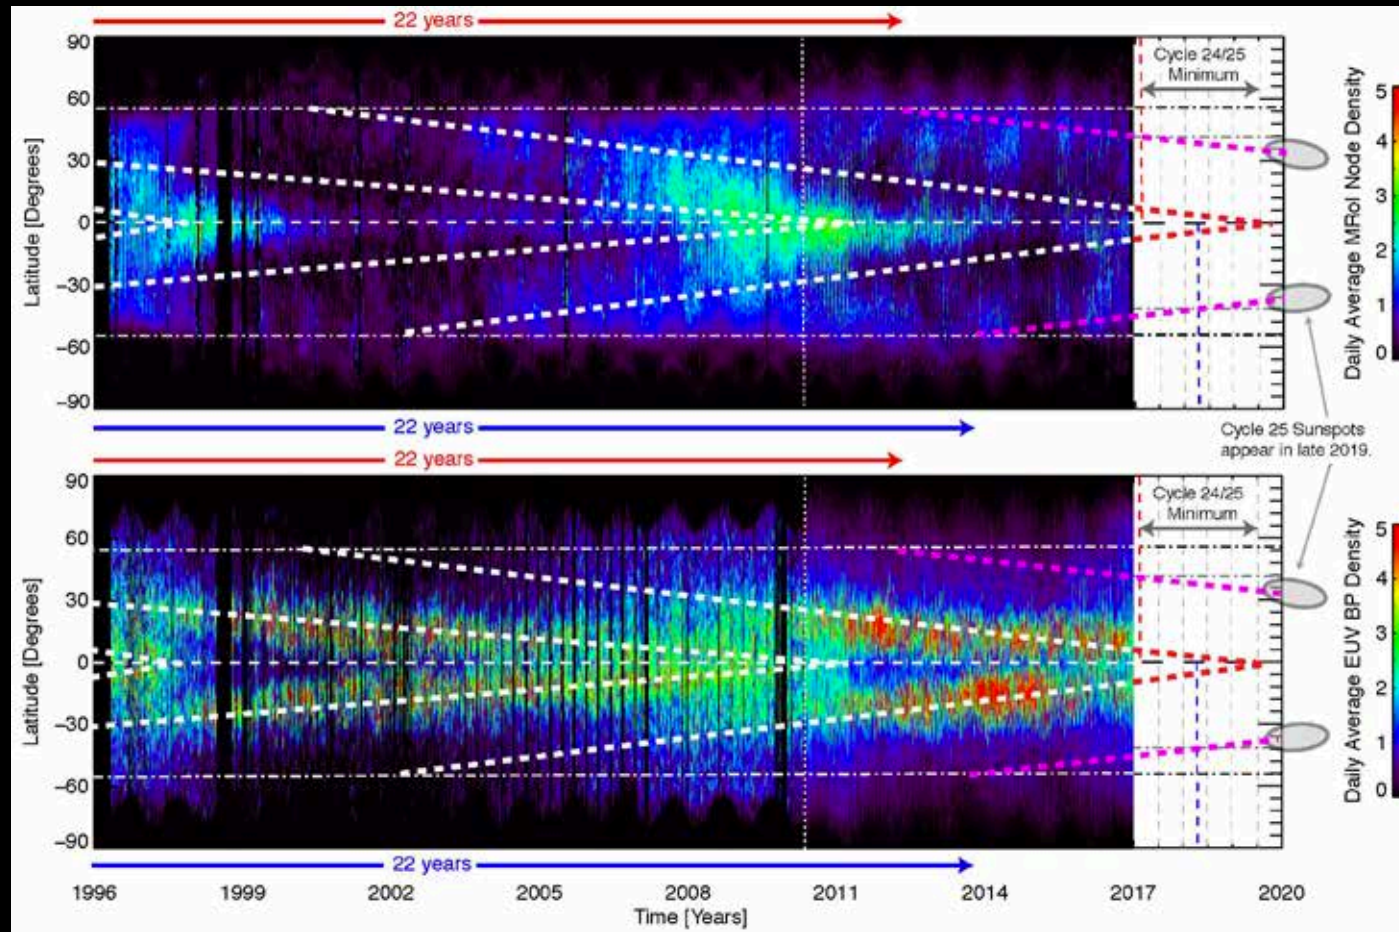 22 years
90
60
30
0
−30
−60
−90
Latitude [Degrees]
Cycle 24/25
Minimum
5
4
3
2
1
0
Daily Average MRoI Node Density
22 years
Cycle 25 Sunspots
appear in late 2019.
22 years
90
60
30
0
−30
−60
−90
Latitude [Degrees]
Cycle 24/25
Minimum
5
4
3
2
1
0
Daily Average EUV BP Density
22 years
1996 1999 2002 2005 2008 2011 2014 2017 2020
Time [Years]